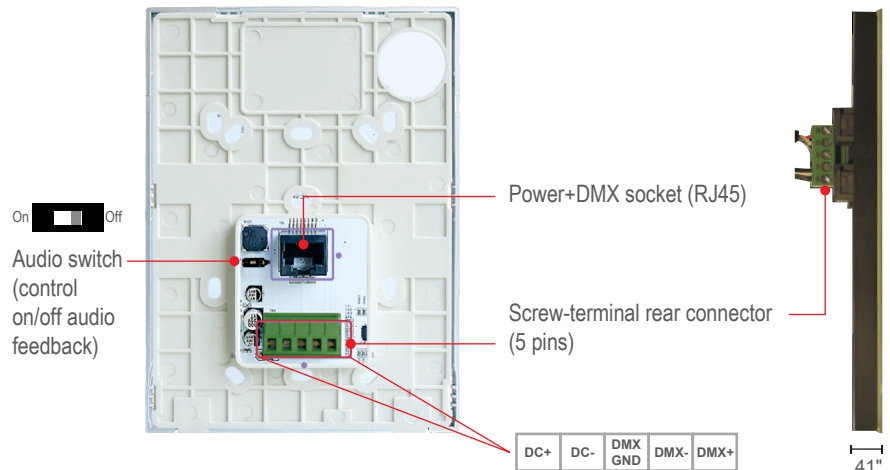 Power+DMX socket (RJ45)
On
Off
Audio switch
(control
on/off audio
feedback)
Screw-terminal rear connector
(5 pins)
DC+
DC-
DMX
GND
DMX-
DMX+
41"